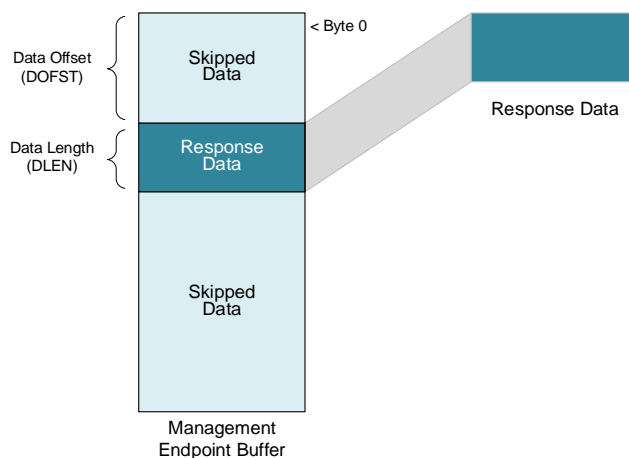 < Byte 0
Data Offset
(DOFST)
Skipped
Data
Data Length
(DLEN)
Response
Data
Response Data
Skipped
Data
Management
Endpoint Buffer